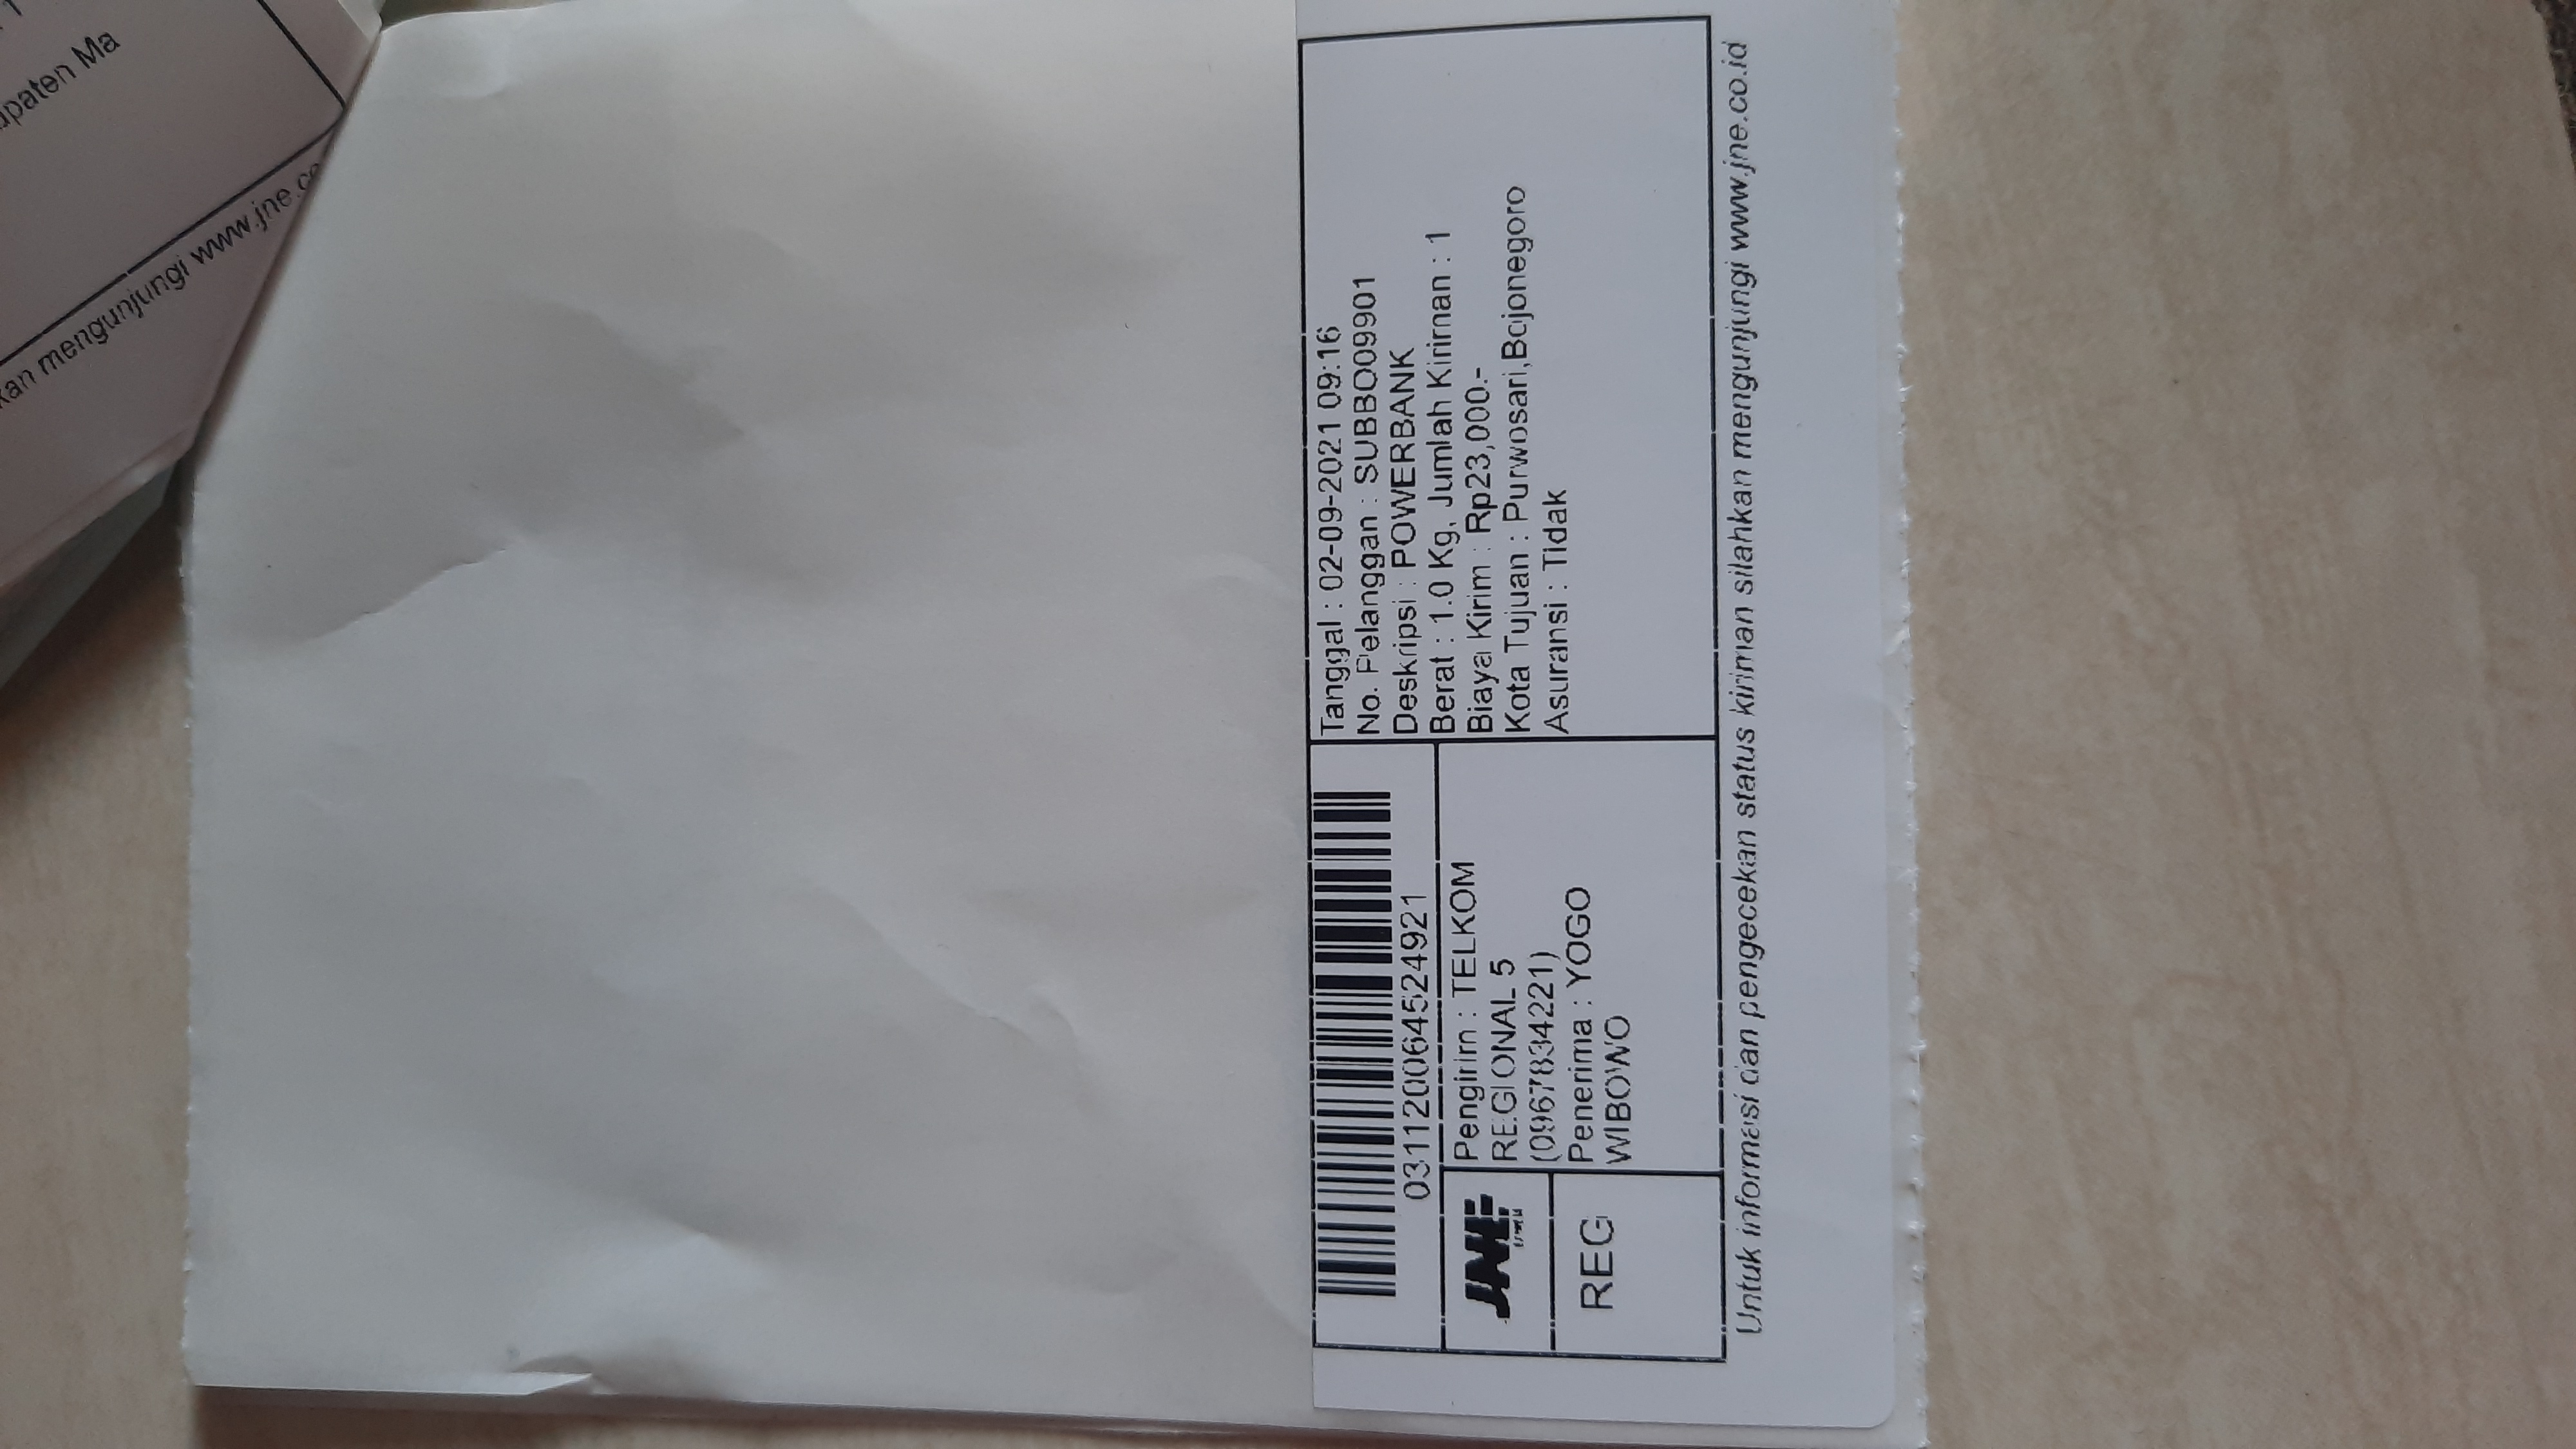 upaten Ma
kan mengunjungi www.jne.co
031120064524921
JNE
REG
Pengirim : TELKOM
REGIONAL 5
(0967834221)
Penerima : YOGO
WIBOWO
Tanggal : 02-09-2021 09:16
No. Pelanggan : SUBBO09901
Deskripsi : POWERBANK
Berat : 1.0 Kg, Jumlah Kiriman : 1
Biaya Kirim : Rp23,000.-
Kota Tujuan : Purwosari,Bojonegoro
Asuransi : Tidak
Untuk informasi dan pengecekan status kiriman silahkan mengunjungi www.jne.co.id